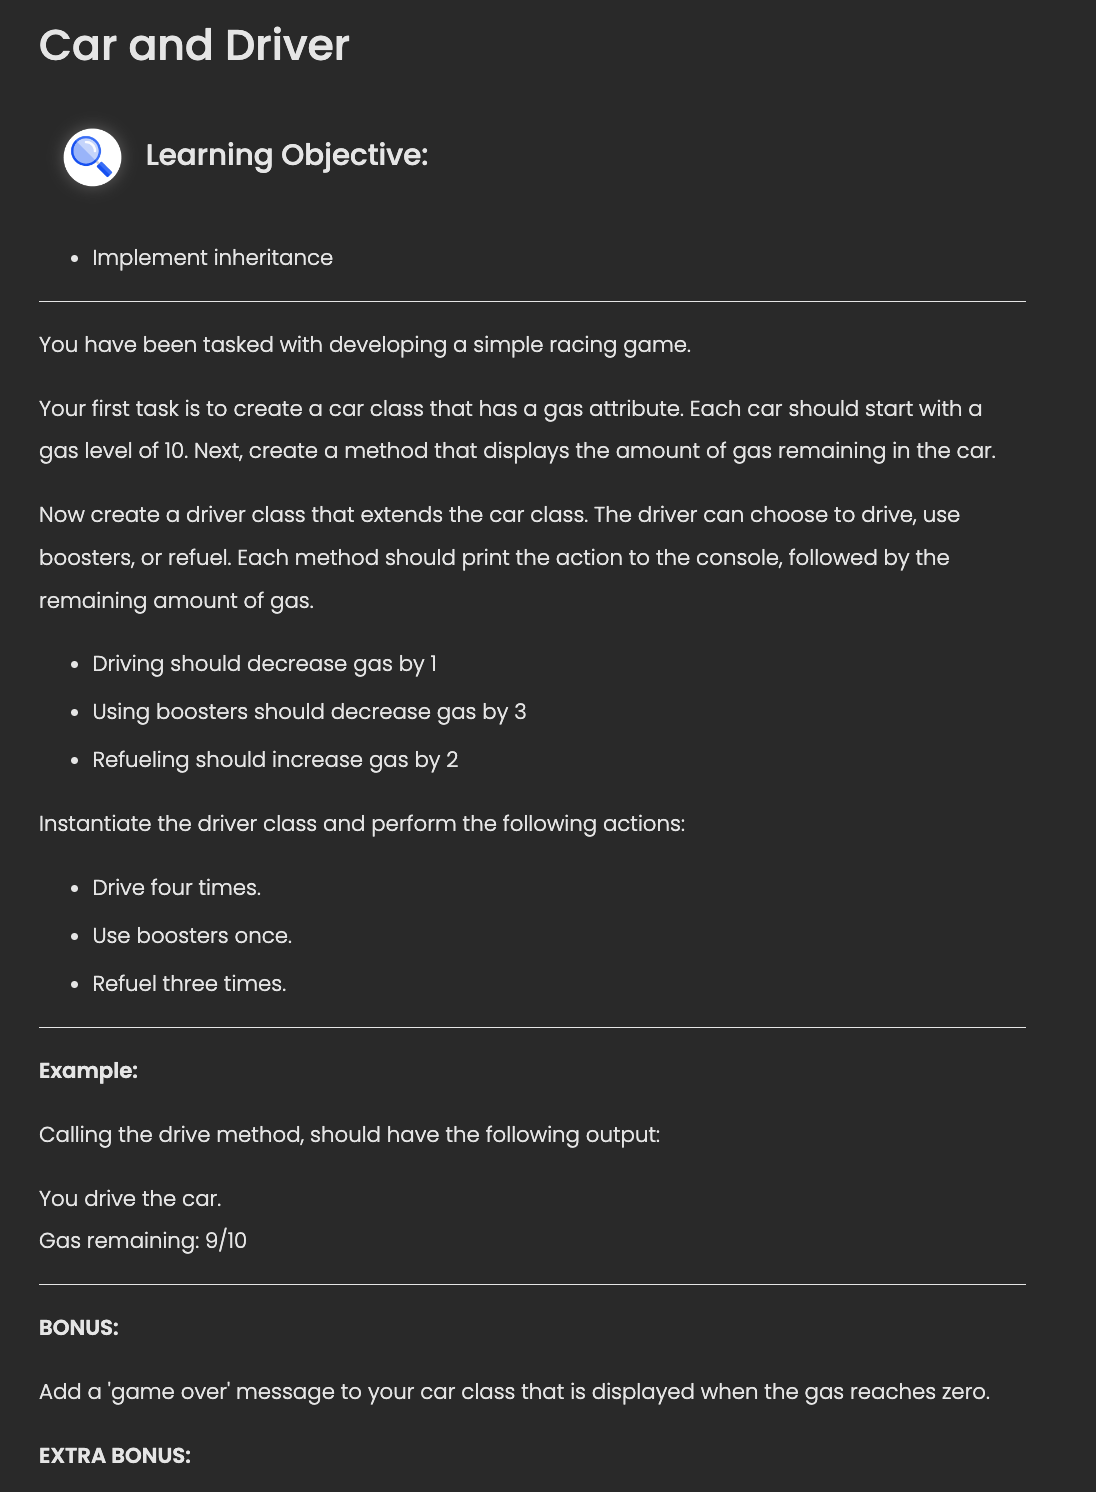 Car and Driver
Learning Objective:
• Implement inheritance
You have been tasked with developing a simple racing game.
Your first task is to create a car class that has a gas attribute. Each car should start with a
gas level of 10. Next, create a method that displays the amount of gas remaining in the car.
Now create a driver class that extends the car class. The driver can choose to drive, use
boosters, or refuel. Each method should print the action to the console, followed by the
remaining amount of gas.
• Driving should decrease gas by 1
• Using boosters should decrease gas by 3
• Refueling should increase gas by 2
Instantiate the driver class and perform the following actions:
• Drive four times.
• Use boosters once.
• Refuel three times.
Example:
Calling the drive method, should have the following output:
You drive the car.
Gas remaining: 9/10
BONUS:
Add a 'game over' message to your car class that is displayed when the gas reaches zero.
EXTRA BONUS: